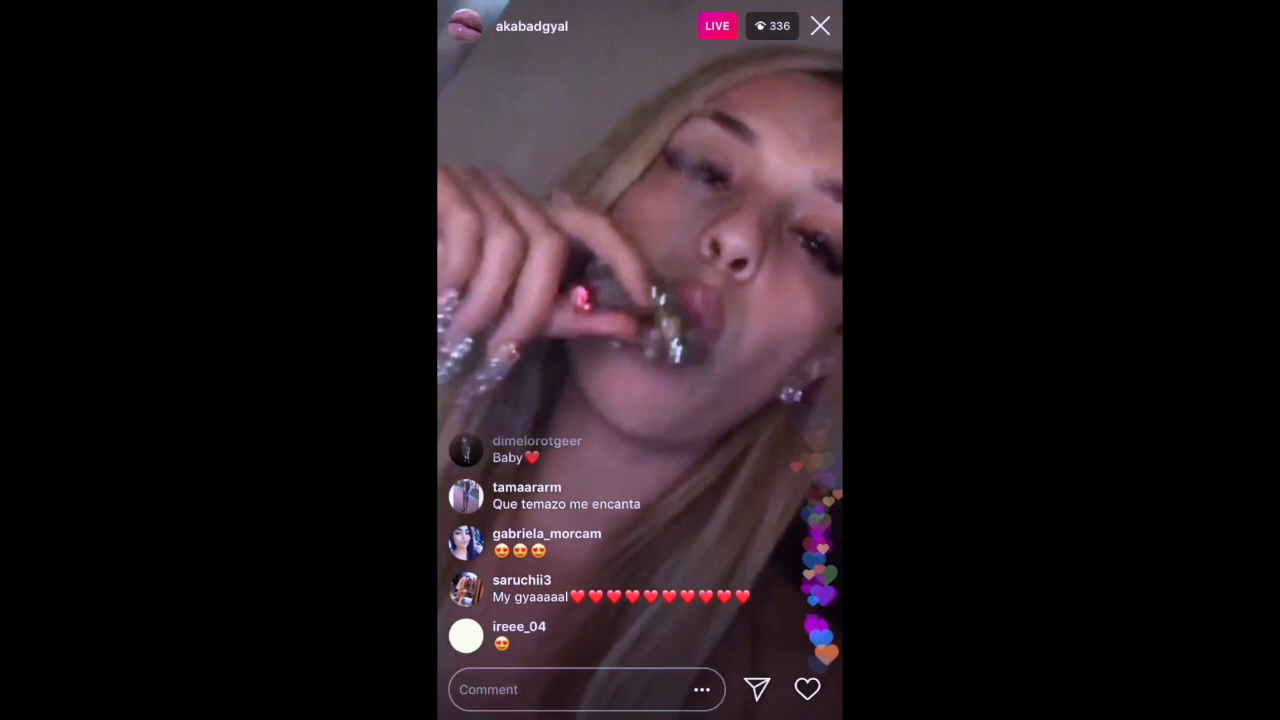 akabadgyal
LIVE
336
dimelorotgeer
Baby❤️
tamaararm
Que temazo me encanta
gabriela_morcam
😍😍😍
saruchii3
My gyaaaaal❤️❤️❤️❤️❤️❤️❤️❤️❤️❤️
ireee_04
😍
Comment